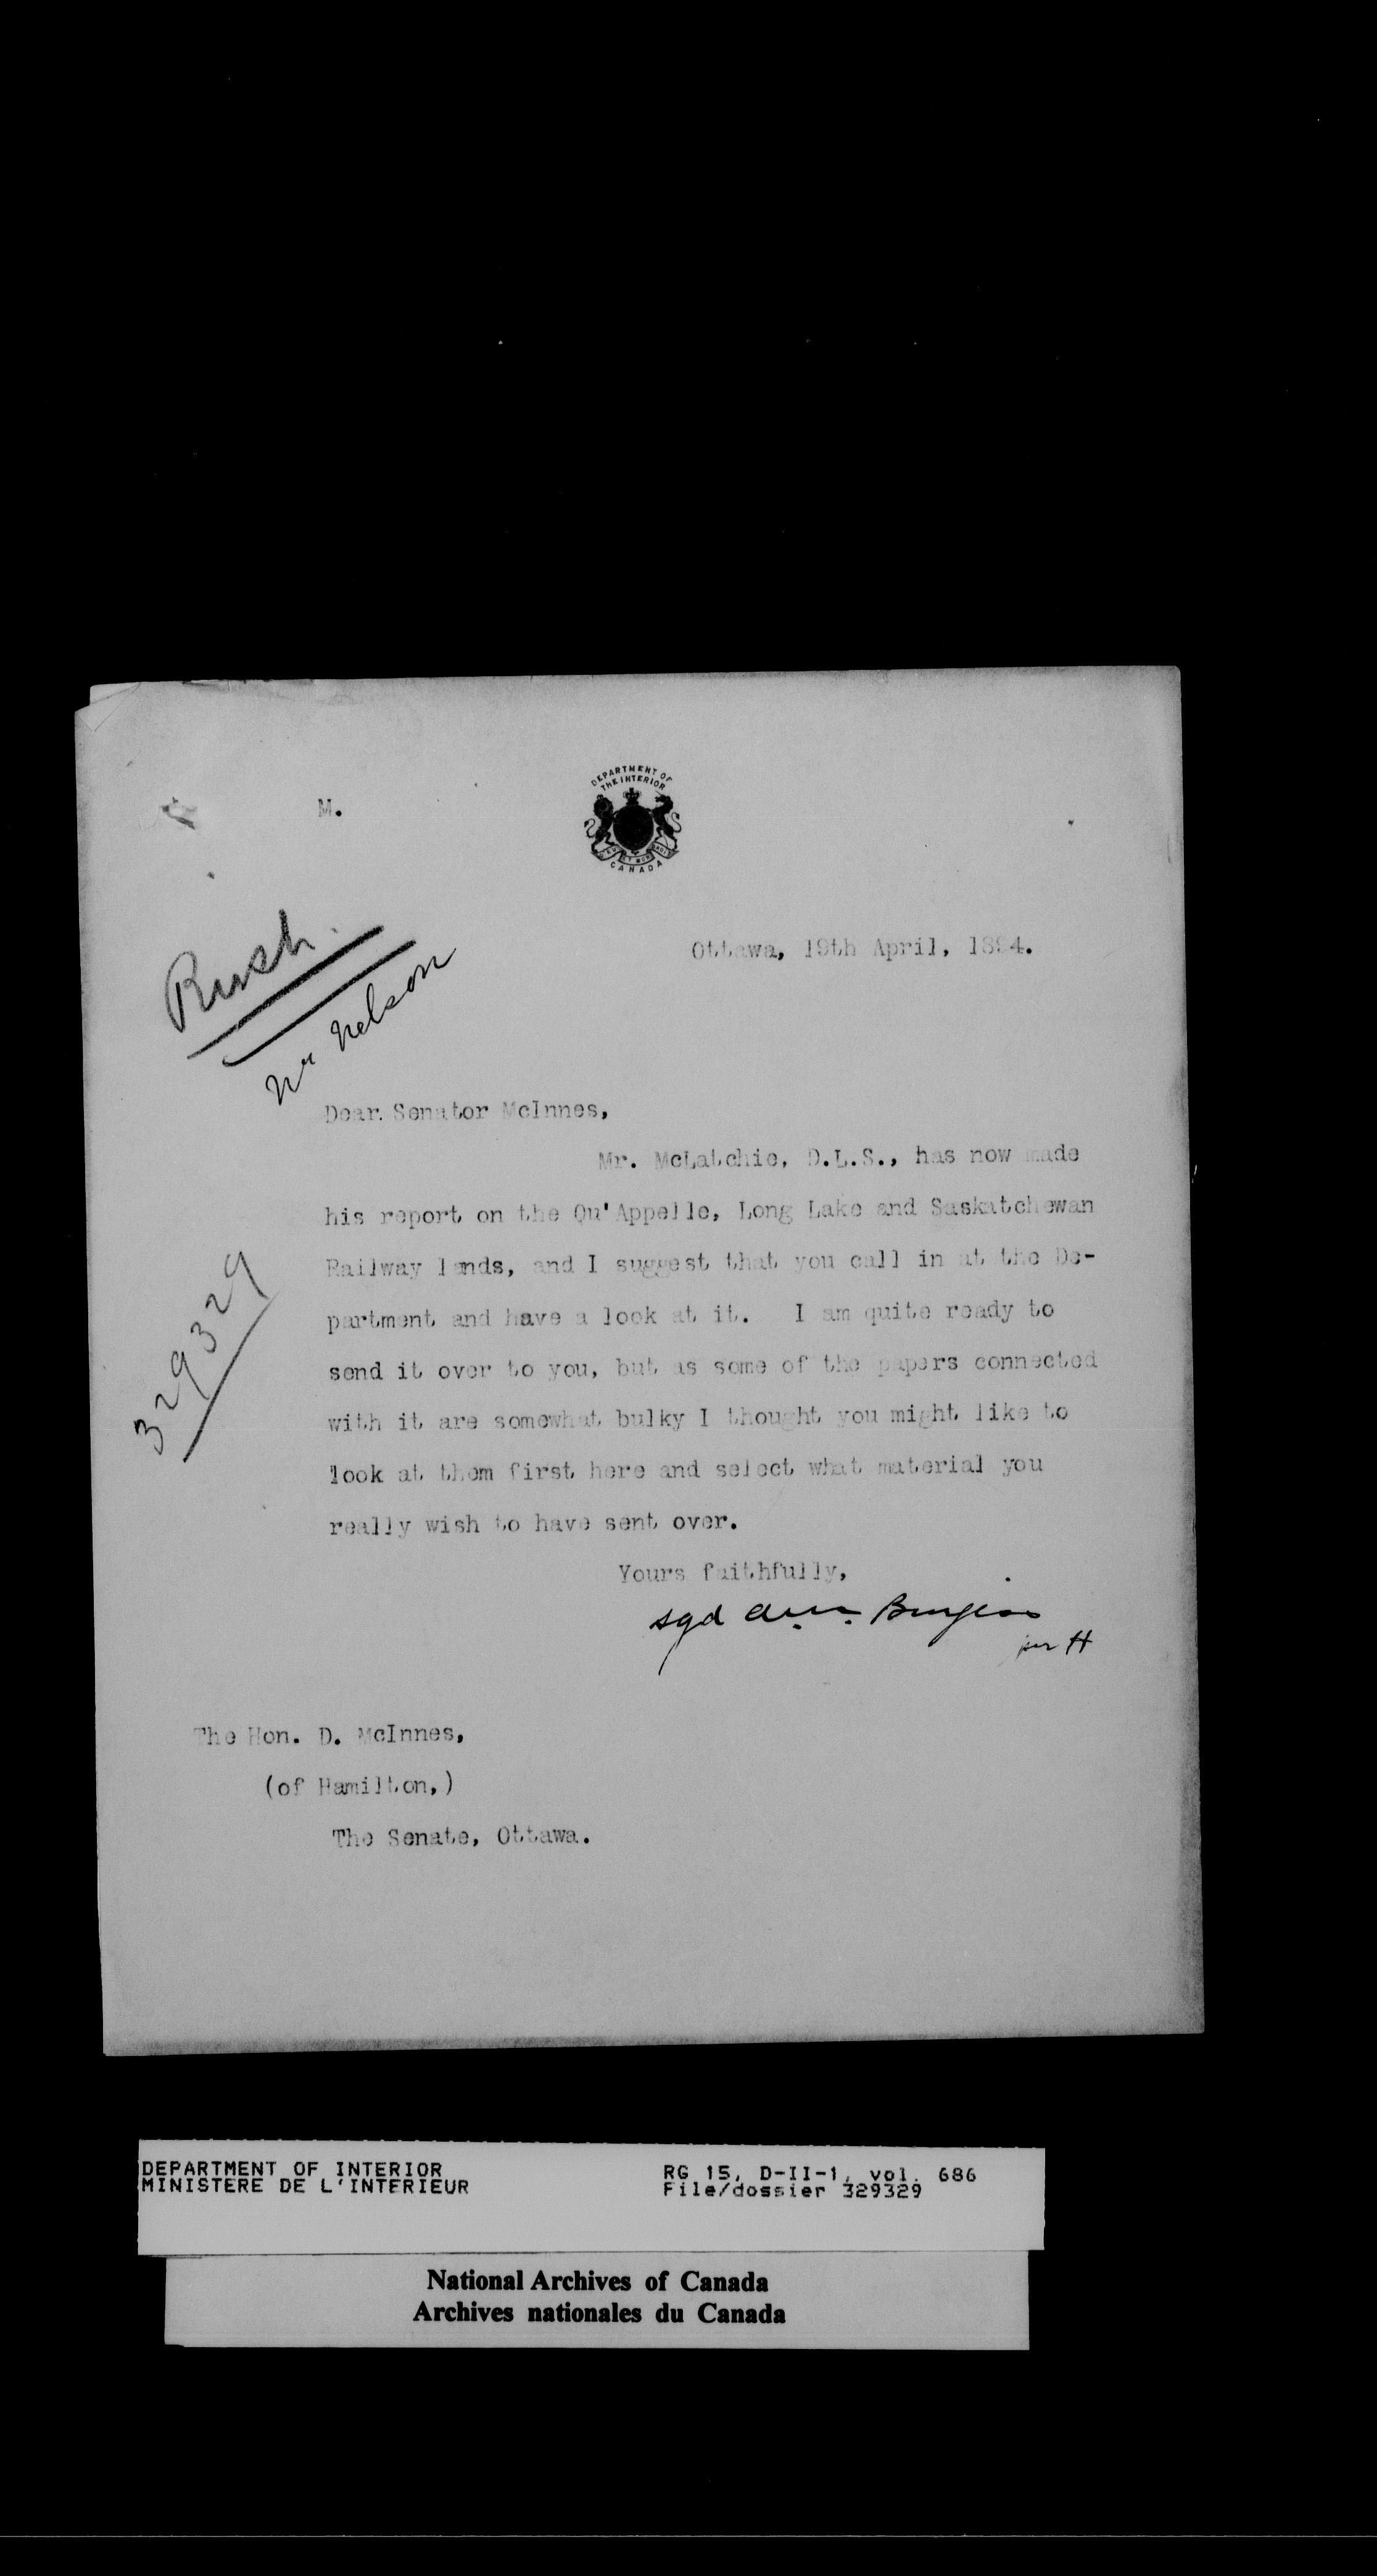 M.
DEPARTMENT OF
THE INTERIOR
CANADA
Rush.
Mr Nelson
Ottawa, 19th April, 1894.
Dear Senator McInnes,
Mr. McLatchie, D.L.S., has now made
his report on the Qu'Appelle, Long Lake and Saskatchewan
Railway lands, and I suggest that you call in at the De-
partment and have a look at it. I am quite ready to
send it over to you, but as some of the papers connected
with it are somewhat bulky I thought you might like to
look at them first here and select what material you
really wish to have sent over.
329329
Yours faithfully,
sgd A.M. Burgess
per H
The Hon. D. McInnes,
(of Hamilton,)
The Senate, Ottawa.
DEPARTMENT OF INTERIOR
MINISTERE DE L'INTERIEUR
RG 15, D-II-1, vol. 686
File/dossier 329329
National Archives of Canada
Archives nationales du Canada